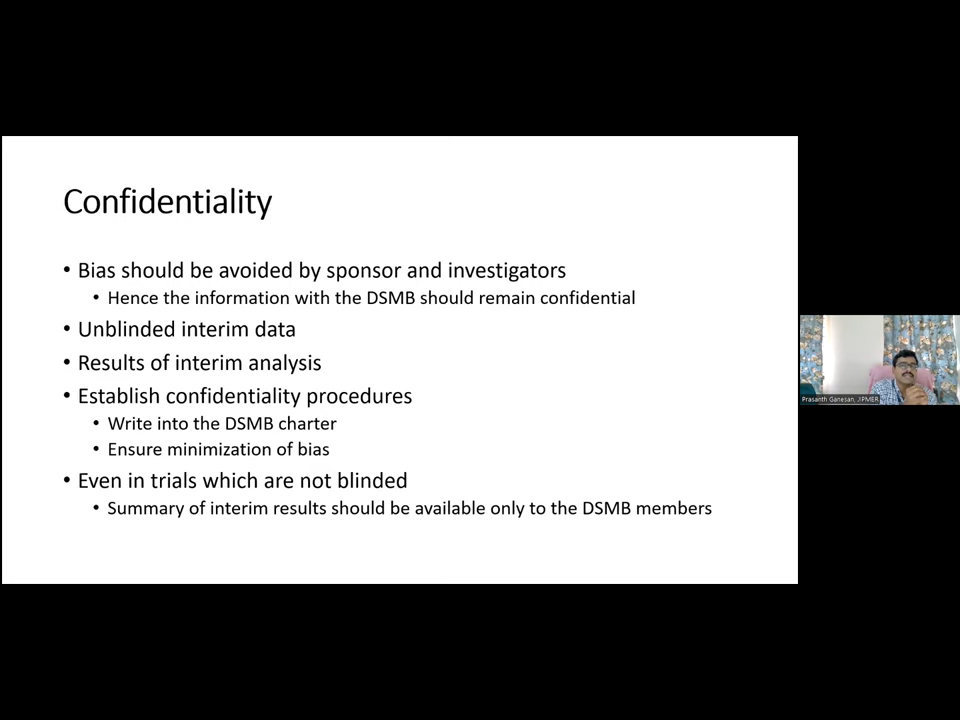 Confidentiality
• Bias should be avoided by sponsor and investigators
• Hence the information with the DSMB should remain confidential
• Unblinded interim data
• Results of interim analysis
• Establish confidentiality procedures
• Write into the DSMB charter
• Ensure minimization of bias
• Even in trials which are not blinded
• Summary of interim results should be available only to the DSMB members
Prasanth Ganesan, JIPMER